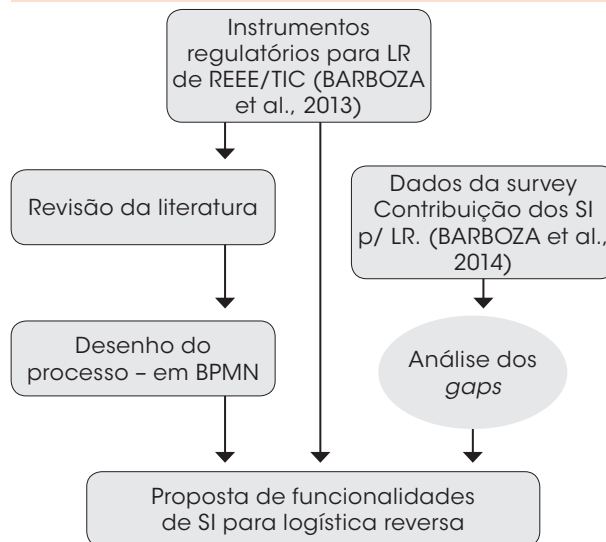 Instrumentos
regulatórios para LR
de REEE/TIC (BARBOZA
et al., 2013)
Revisão da literatura
Dados da survey
Contribuição dos SI
p/ LR. (BARBOZA et al.,
2014)
Desenho do
processo – em BPMN
Análise dos
gaps
Proposta de funcionalidades
de SI para logística reversa